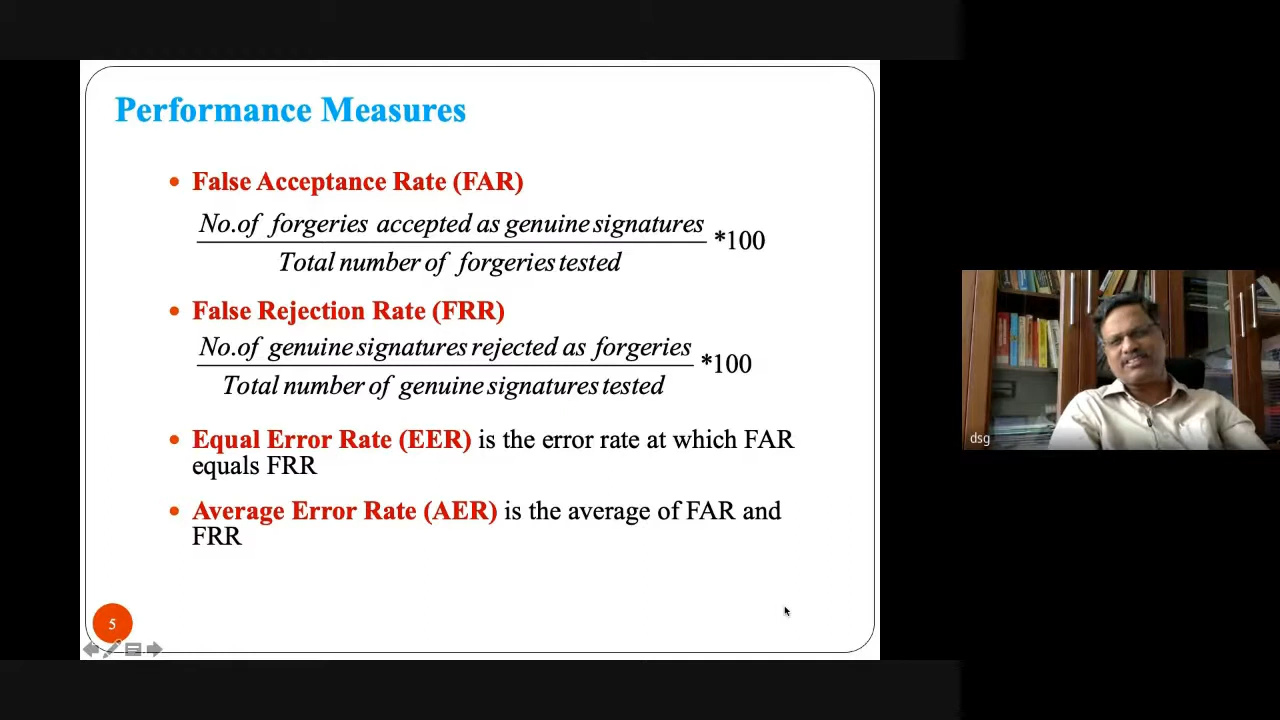 Performance Measures
• False Acceptance Rate (FAR)
No.of forgeries accepted as genuine signatures
*100
Total number of forgeries tested
• False Rejection Rate (FRR)
No.of genuine signatures rejected as forgeries
*100
Total number of genuine signatures tested
• Equal Error Rate (EER) is the error rate at which FAR
equals FRR
• Average Error Rate (AER) is the average of FAR and
FRR
5
dsg